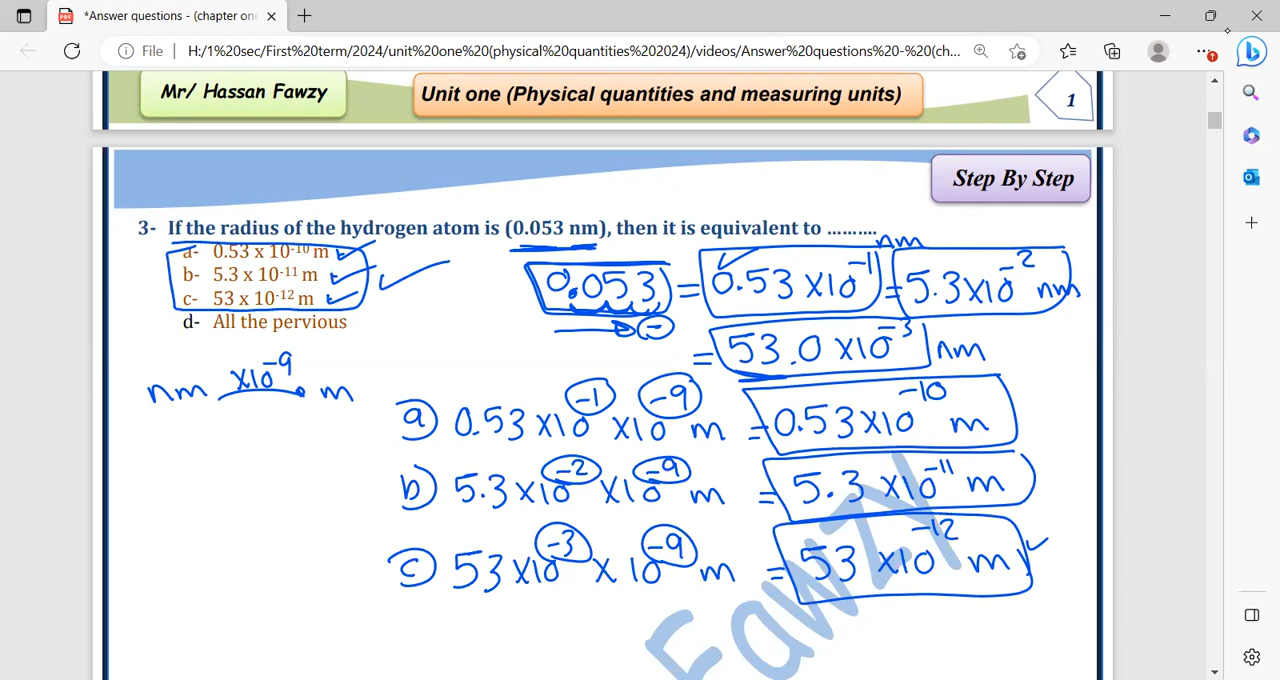 *Answer questions - (chapter one
File
H:/1%20sec/First%20term/2024/unit%20one%20(physical%20quantities%202024)/videos/Answer%20questions%20-%20(ch...
Mr/ Hassan Fawzy
Unit one (Physical quantities and measuring units)
1
Step By Step
3- If the radius of the hydrogen atom is (0.053 nm), then it is equivalent to ..........
a- 0.53 x 10⁻¹⁰ m
b- 5.3 x 10⁻¹¹ m
c- 53 x 10⁻¹² m
d- All the pervious
0.053 = 0.53 x10⁻¹ nm = 5.3x10⁻² nm
= 53.0 x10⁻³ nm
nm x10⁻⁹ m
a) 0.53 x10⁻¹ x10⁻⁹ m = 0.53x10⁻¹⁰ m
b) 5.3 x10⁻² x10⁻⁹ m = 5.3 x10⁻¹¹ m
c) 53 x10⁻³ x 10⁻⁹ m = 53 x10⁻¹² m
Fawzy